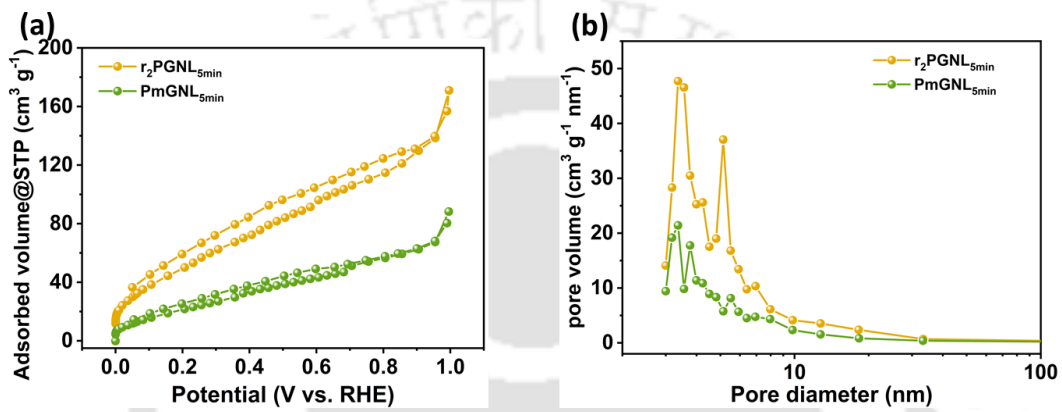 (a)
200
160
120
80
40
0
Adsorbed volume@STP (cm³ g⁻¹)
r₂PGNL₅ₘᵢₙ
PmGNL₅ₘᵢₙ
0.0 0.2 0.4 0.6 0.8 1.0
Potential (V vs. RHE)
(b)
50
40
30
20
10
0
pore volume (cm³ g⁻¹ nm⁻¹)
r₂PGNL₅ₘᵢₙ
PmGNL₅ₘᵢₙ
10 100
Pore diameter (nm)